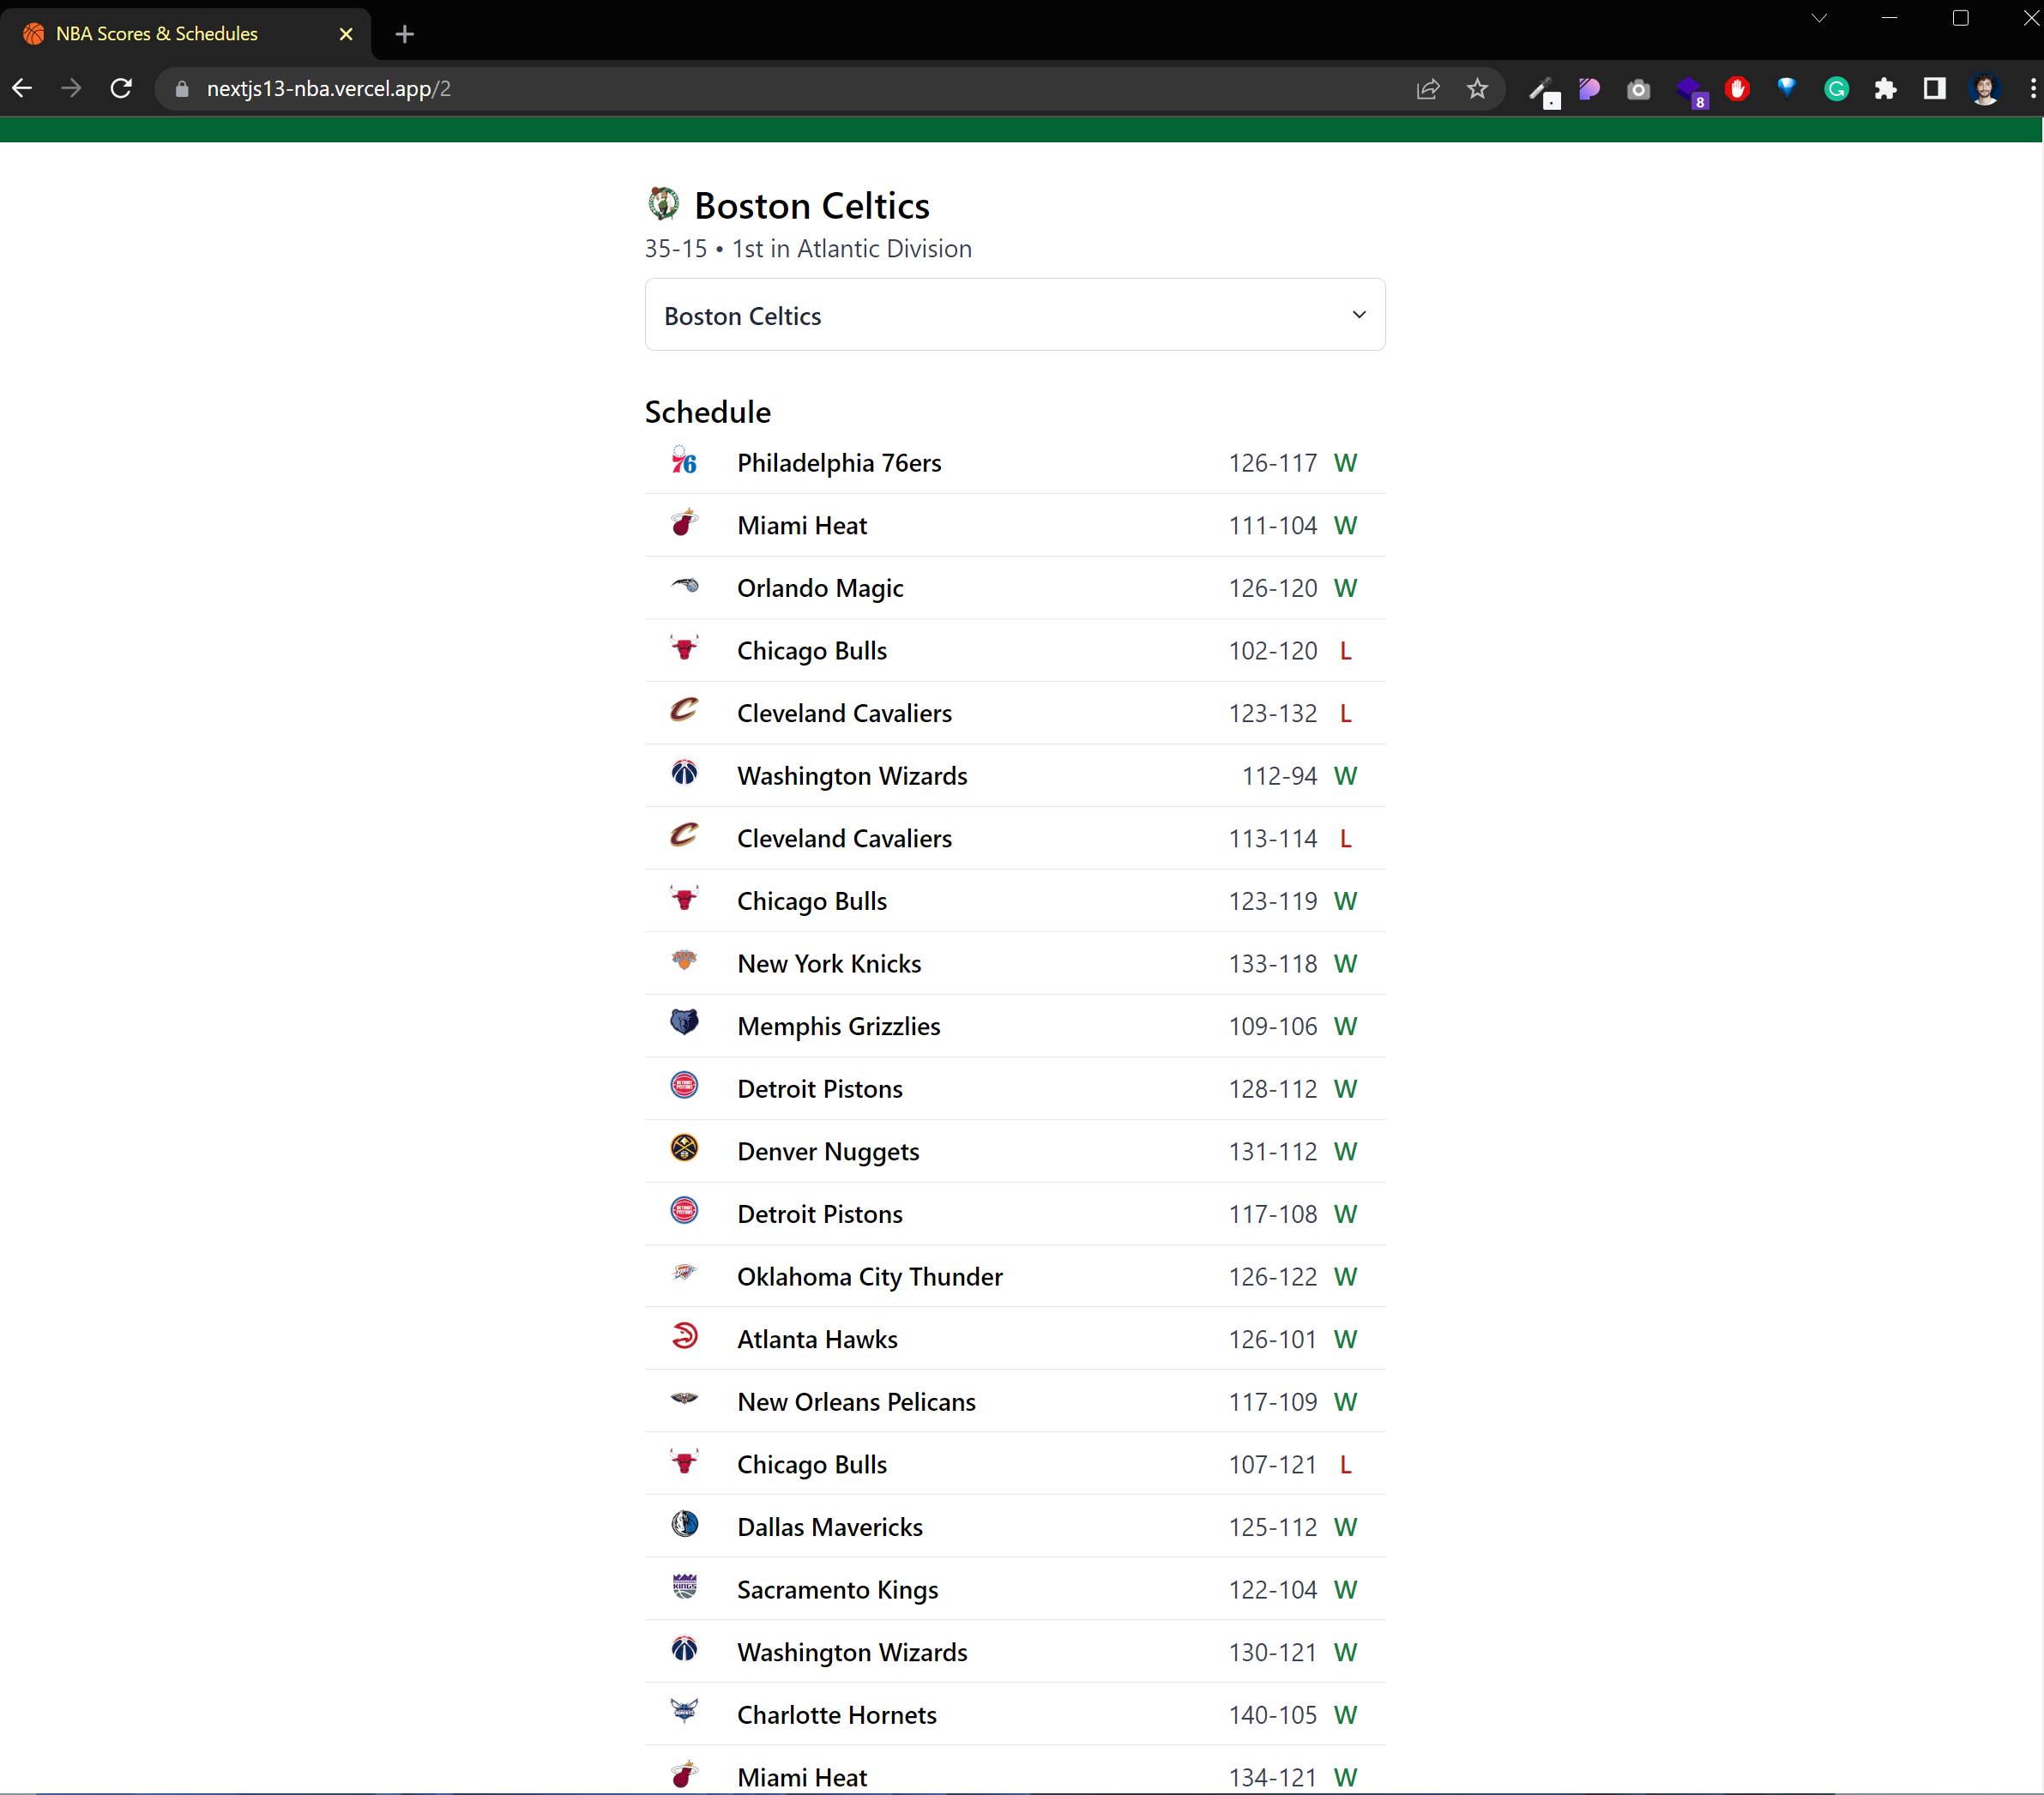 NBA Scores & Schedules
nextjs13-nba.vercel.app/2
8
Boston Celtics
35-15 • 1st in Atlantic Division
Boston Celtics
Schedule
76 Philadelphia 76ers 126-117 W
Miami Heat 111-104 W
Orlando Magic 126-120 W
Chicago Bulls 102-120 L
Cleveland Cavaliers 123-132 L
Washington Wizards 112-94 W
Cleveland Cavaliers 113-114 L
Chicago Bulls 123-119 W
New York Knicks 133-118 W
Memphis Grizzlies 109-106 W
Detroit Pistons 128-112 W
Denver Nuggets 131-112 W
Detroit Pistons 117-108 W
Oklahoma City Thunder 126-122 W
Atlanta Hawks 126-101 W
New Orleans Pelicans 117-109 W
Chicago Bulls 107-121 L
Dallas Mavericks 125-112 W
KINGS Sacramento Kings 122-104 W
Washington Wizards 130-121 W
Charlotte Hornets 140-105 W
Miami Heat 134-121 W